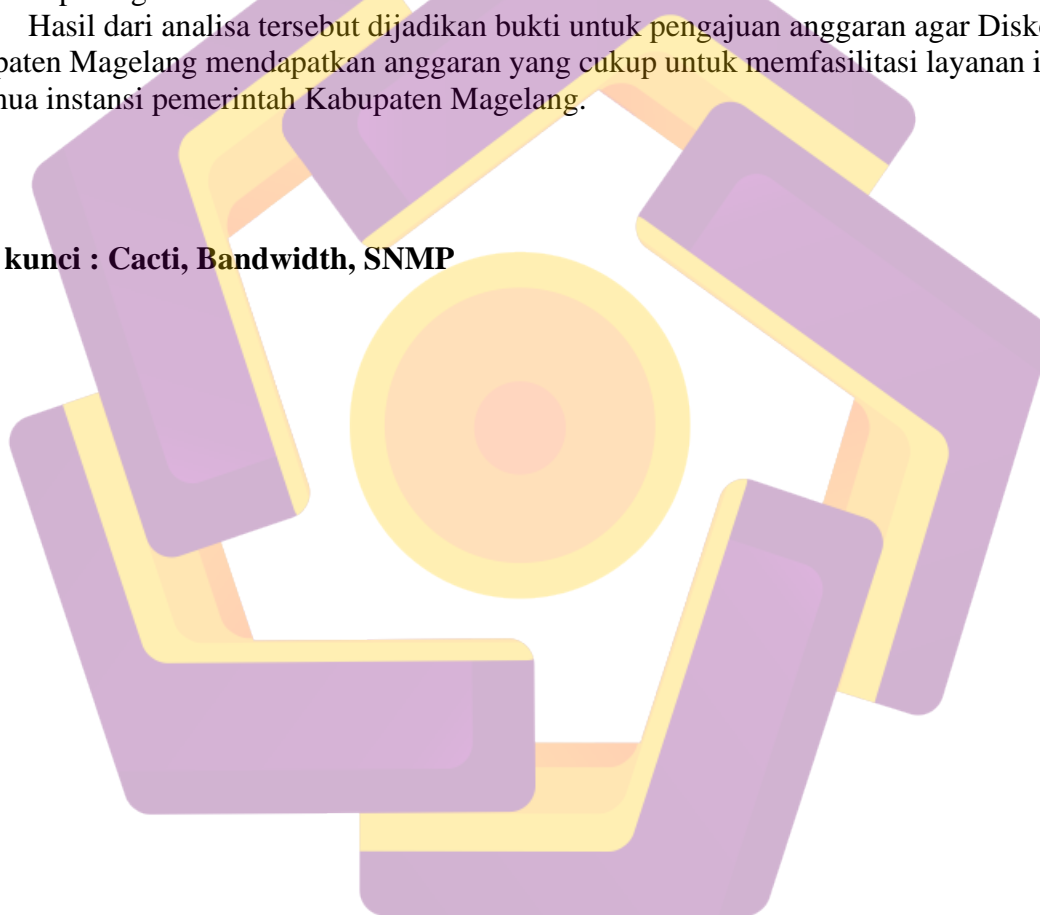 Hasil dari analisa tersebut dijadikan bukti untuk pengajuan anggaran agar Disk
paten Magelang mendapatkan anggaran yang cukup untuk memfasilitasi layanan i
ua instansi pemerintah Kabupaten Magelang.
kunci : Cacti, Bandwidth, SNMP